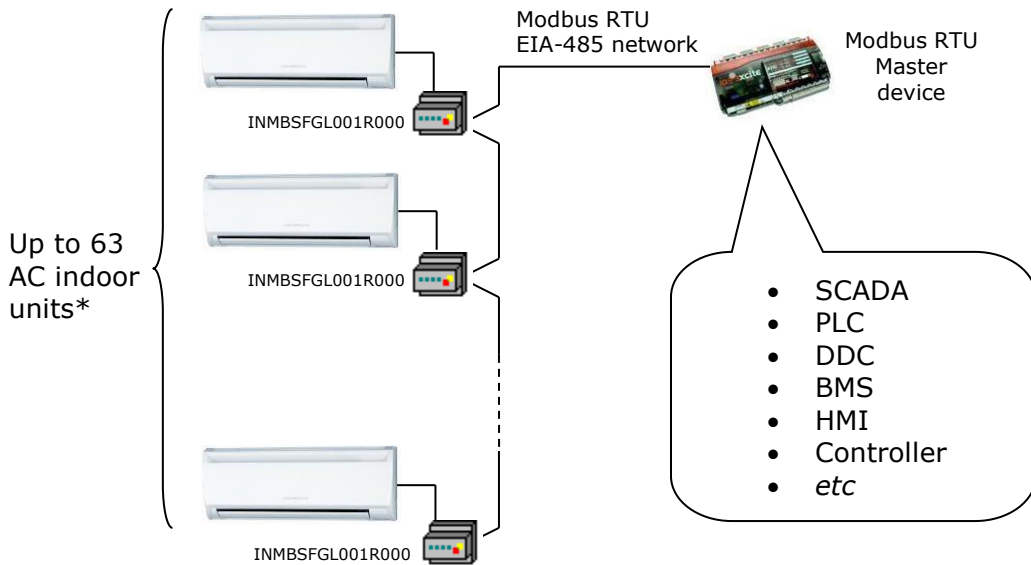 Modbus RTU
EIA-485 network
Modbus RTU
Master
device
INMBSFGL001R000
INMBSFGL001R000
Up to 63
AC indoor
units*
• SCADA
• PLC
• DDC
• BMS
• HMI
• Controller
• etc
INMBSFGL001R000